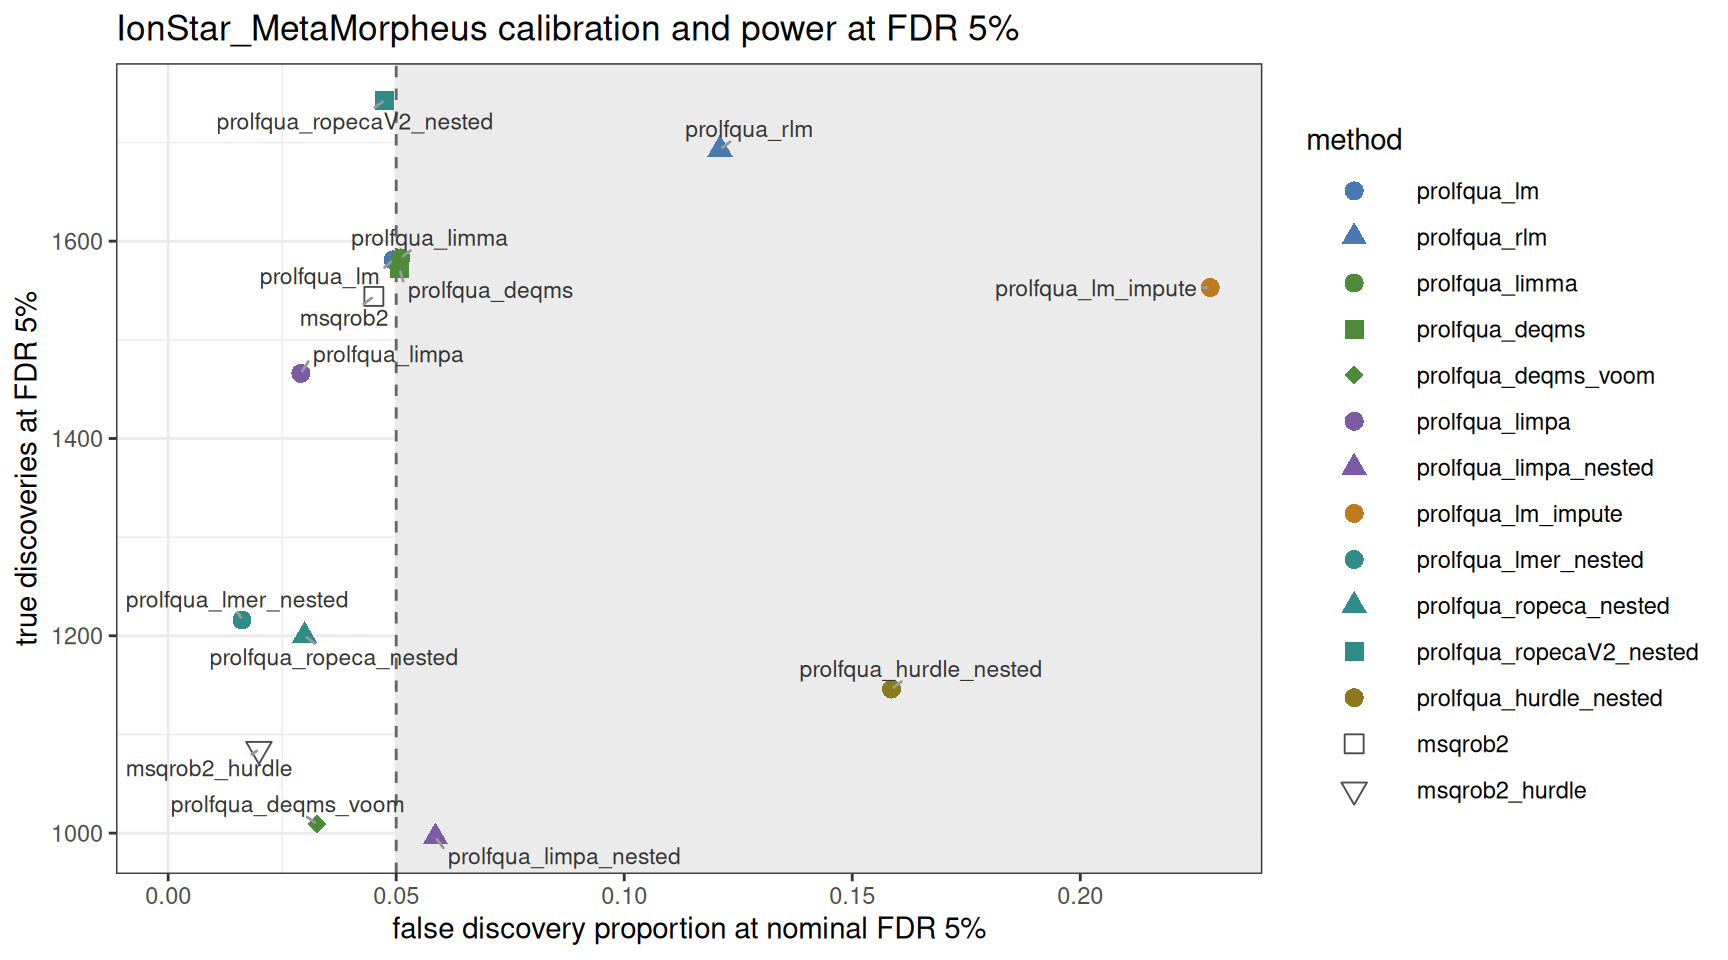 IonStar_MetaMorpheus calibration and power at FDR 5%
true discoveries at FDR 5%
1600
1400
1200
1000
prolfqua_ropecaV2_nested
prolfqua_rlm
prolfqua_limma
prolfqua_lm
prolfqua_deqms
prolfqua_lm_impute
msqrob2
prolfqua_limpa
prolfqua_lmer_nested
prolfqua_ropeca_nested
prolfqua_hurdle_nested
msqrob2_hurdle
prolfqua_deqms_voom
prolfqua_limpa_nested
0.00
0.05
0.10
0.15
0.20
false discovery proportion at nominal FDR 5%
method
prolfqua_lm
prolfqua_rlm
prolfqua_limma
prolfqua_deqms
prolfqua_deqms_voom
prolfqua_limpa
prolfqua_limpa_nested
prolfqua_lm_impute
prolfqua_lmer_nested
prolfqua_ropeca_nested
prolfqua_ropecaV2_nested
prolfqua_hurdle_nested
msqrob2
msqrob2_hurdle